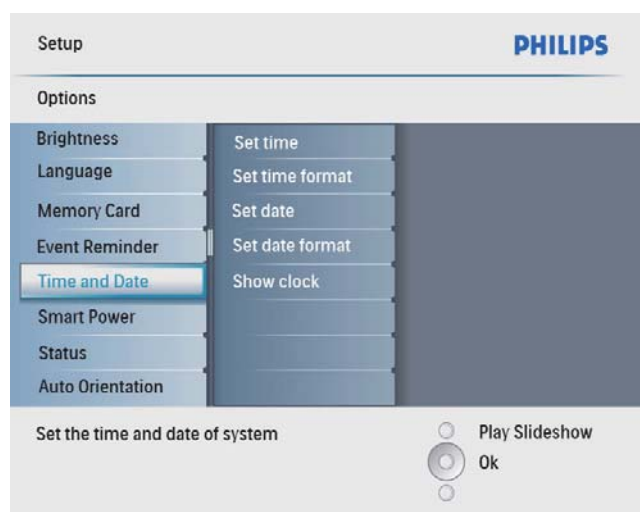 Setup
PHILIPS
Options
Brightness
Language
Memory Card
Event Reminder
Time and Date
Smart Power
Status
Auto Orientation
Set time
Set time format
Set date
Set date format
Show clock
Set the time and date of system
Play Slideshow
Ok